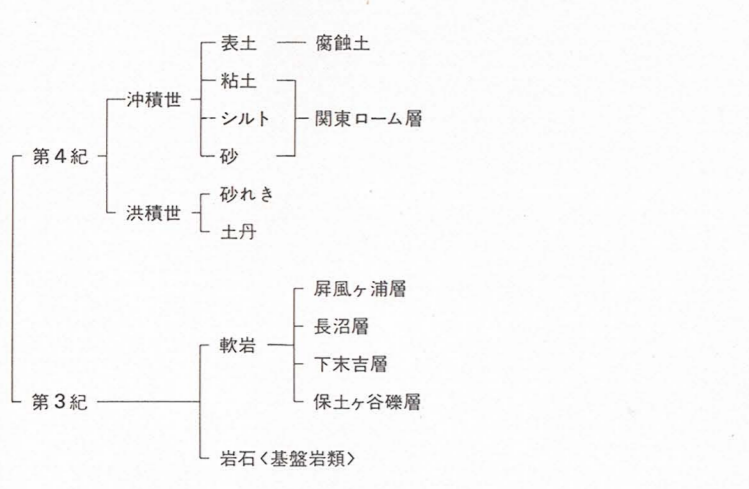 表土
腐蝕土
粘土
沖積世
シルト
関東ローム層
第4紀
砂
砂れき
洪積世
土丹
屛風ヶ浦層
長沼層
軟岩
下末吉層
第3紀
保土ヶ谷礫層
岩石〈基盤岩類〉